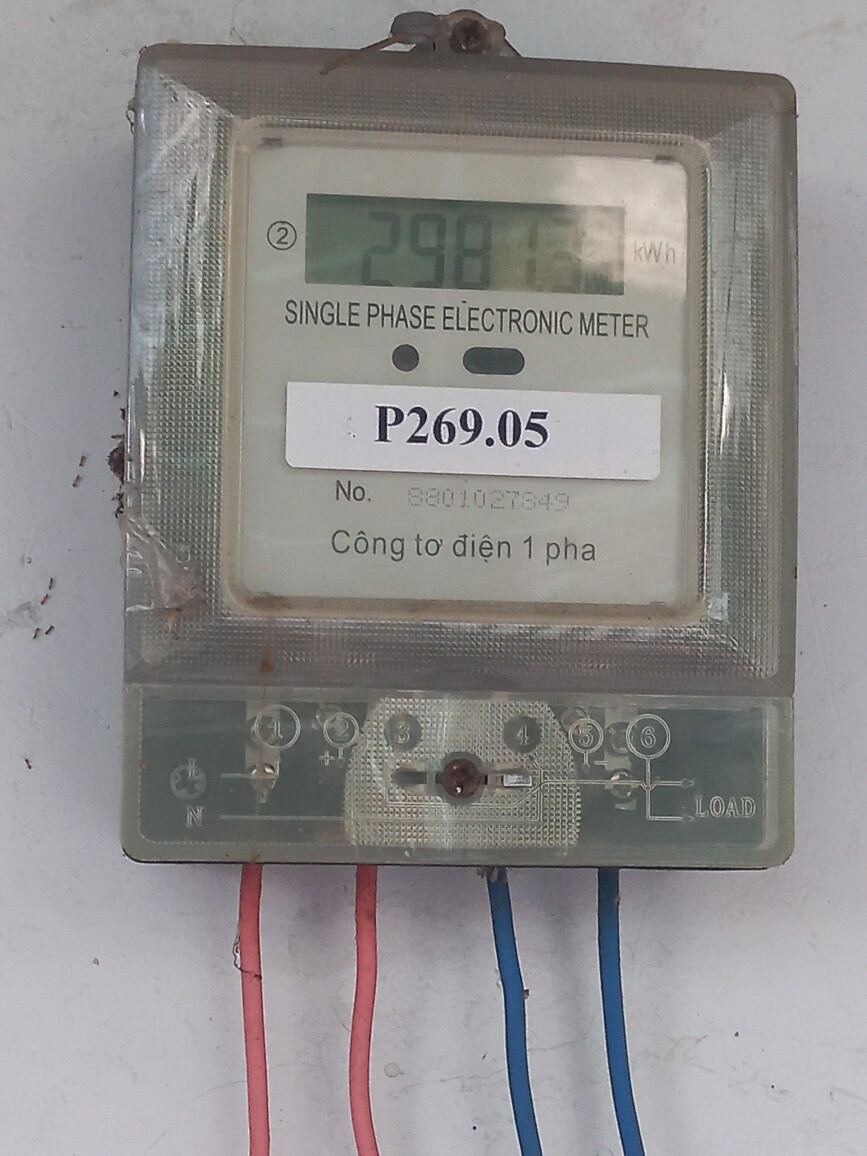 ② kWh
SINGLE PHASE ELECTRONIC METER
P269.05
No. 8801027849
Công tơ điện 1 pha
1 2 3 4 5 6
L
N LOAD